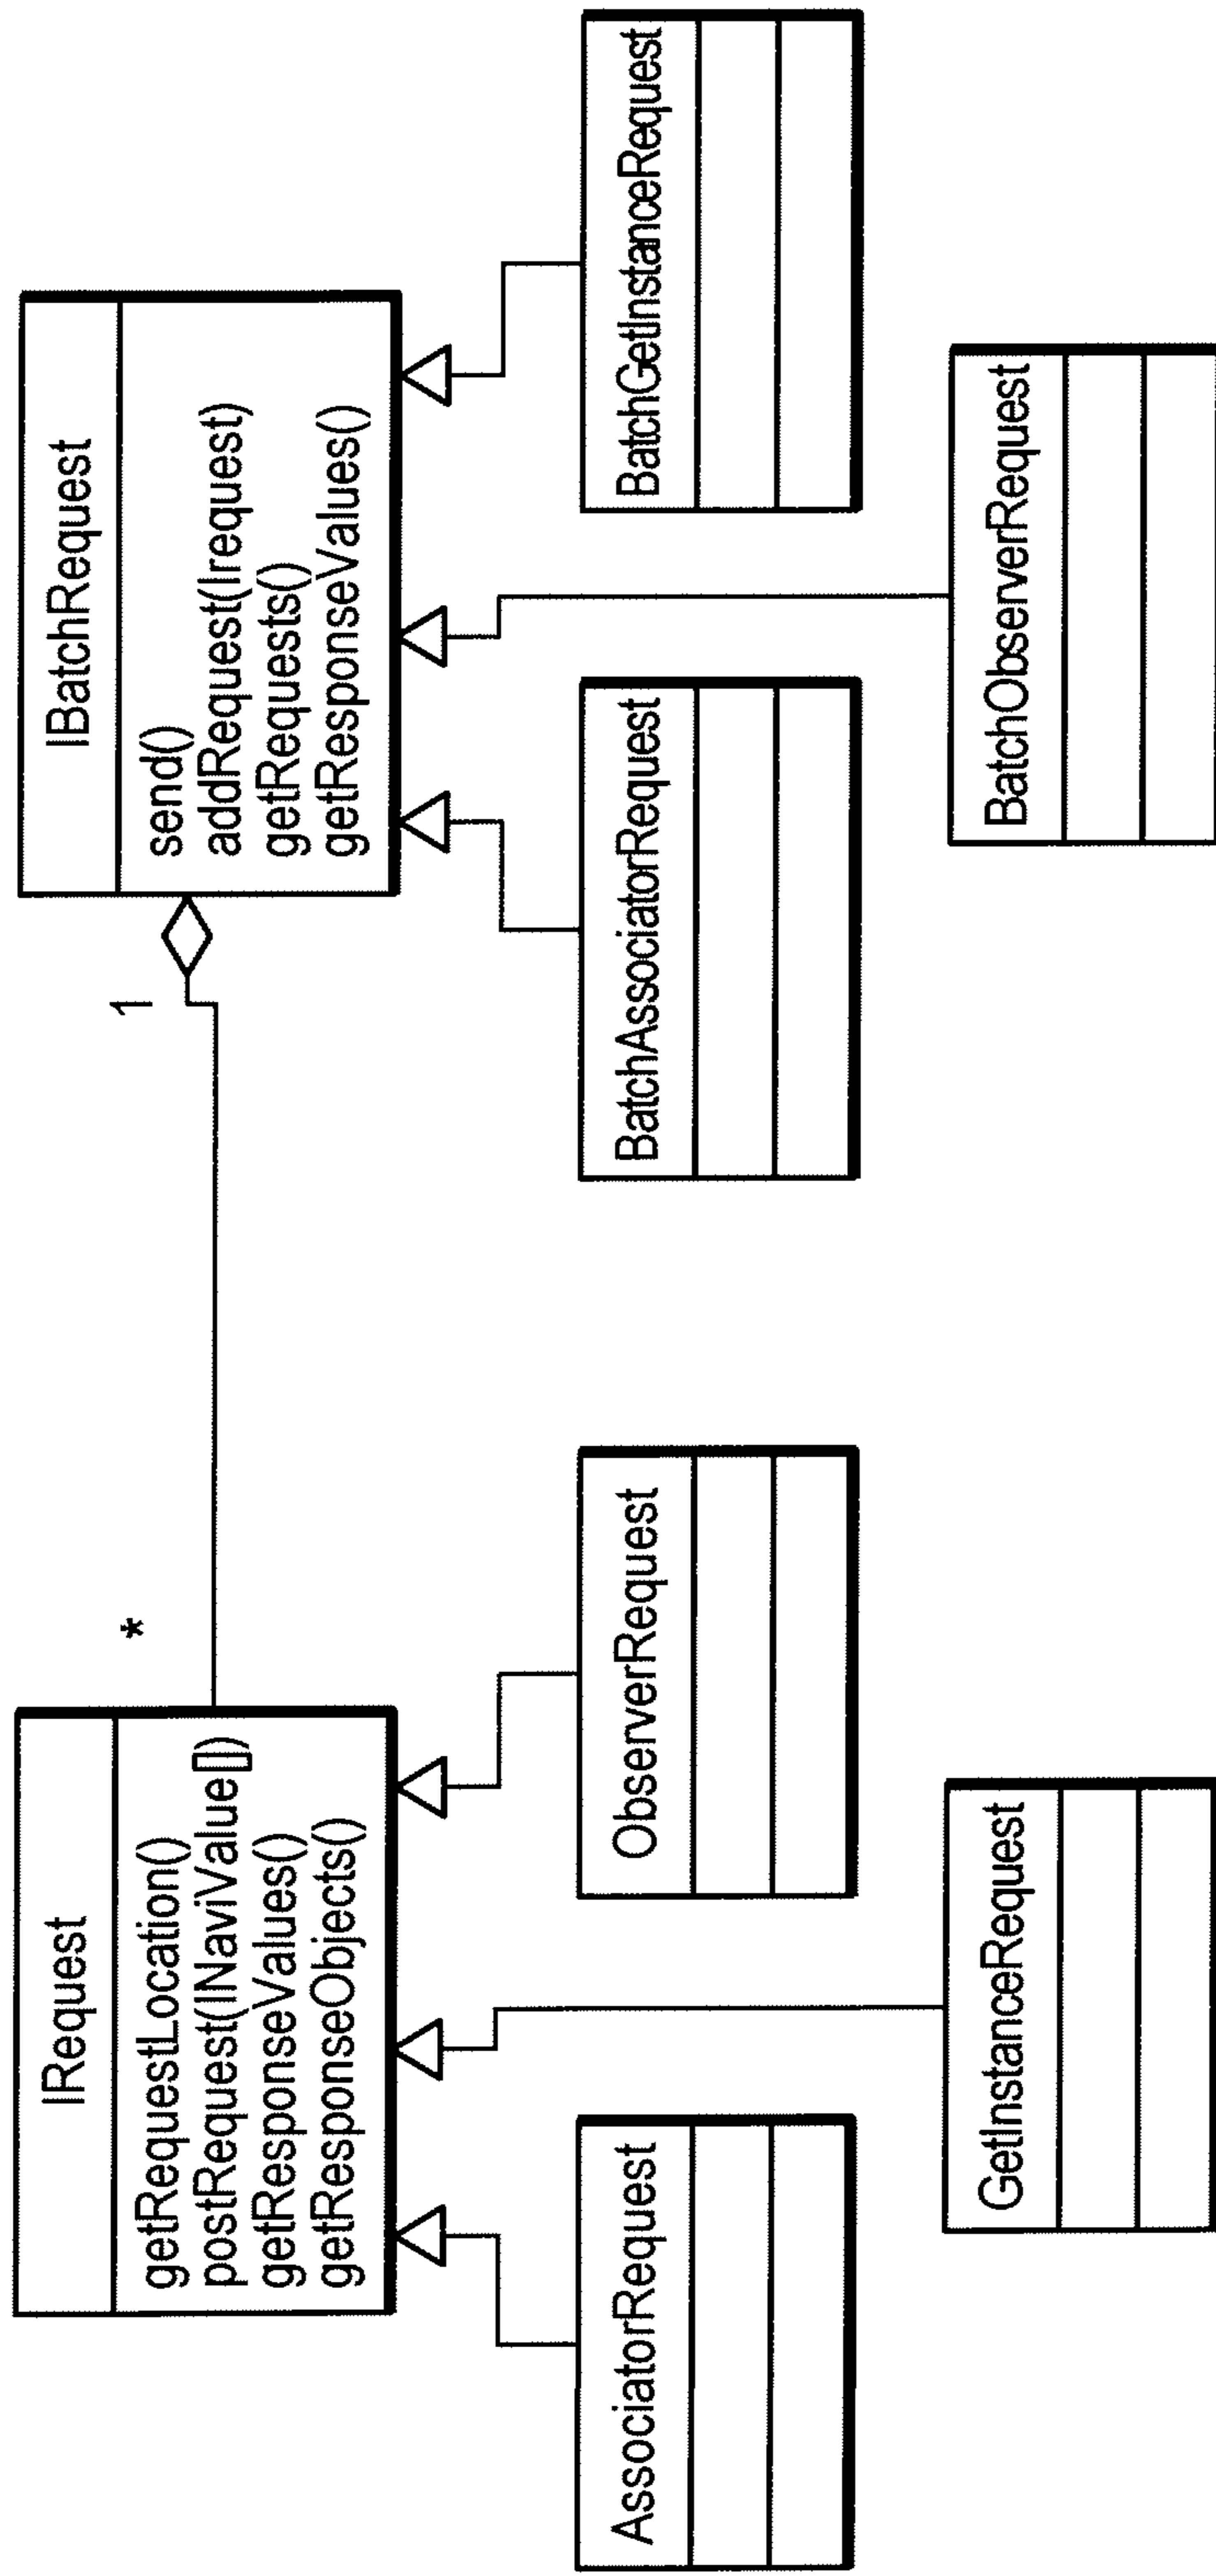 IRequest
getRequestLocation()
postRequest(INaviValue[])
getResponseValues()
getResponseObjects()
*
1
IBatchRequest
send()
addRequest(Irequest)
getRequests()
getResponseValues()
AssociatorRequest
ObserverRequest
BatchAssociatorRequest
BatchGetInstanceRequest
GetInstanceRequest
BatchObserverRequest